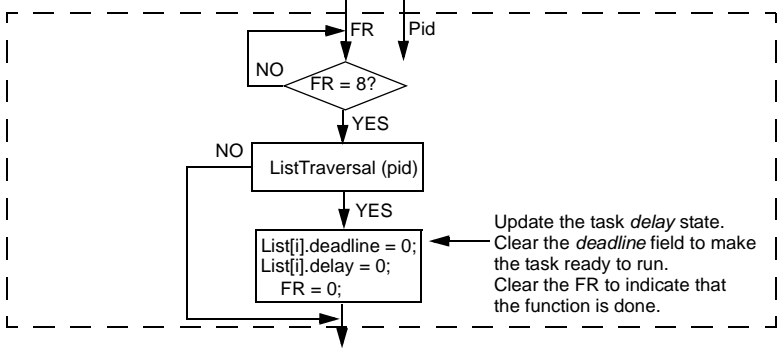 FR Pid
NO
FR = 8?
YES
NO
ListTraversal (pid)
YES
List[i].deadline = 0;
List[i].delay = 0;
FR = 0;
Update the task delay state.
Clear the deadline field to make
the task ready to run.
Clear the FR to indicate that
the function is done.